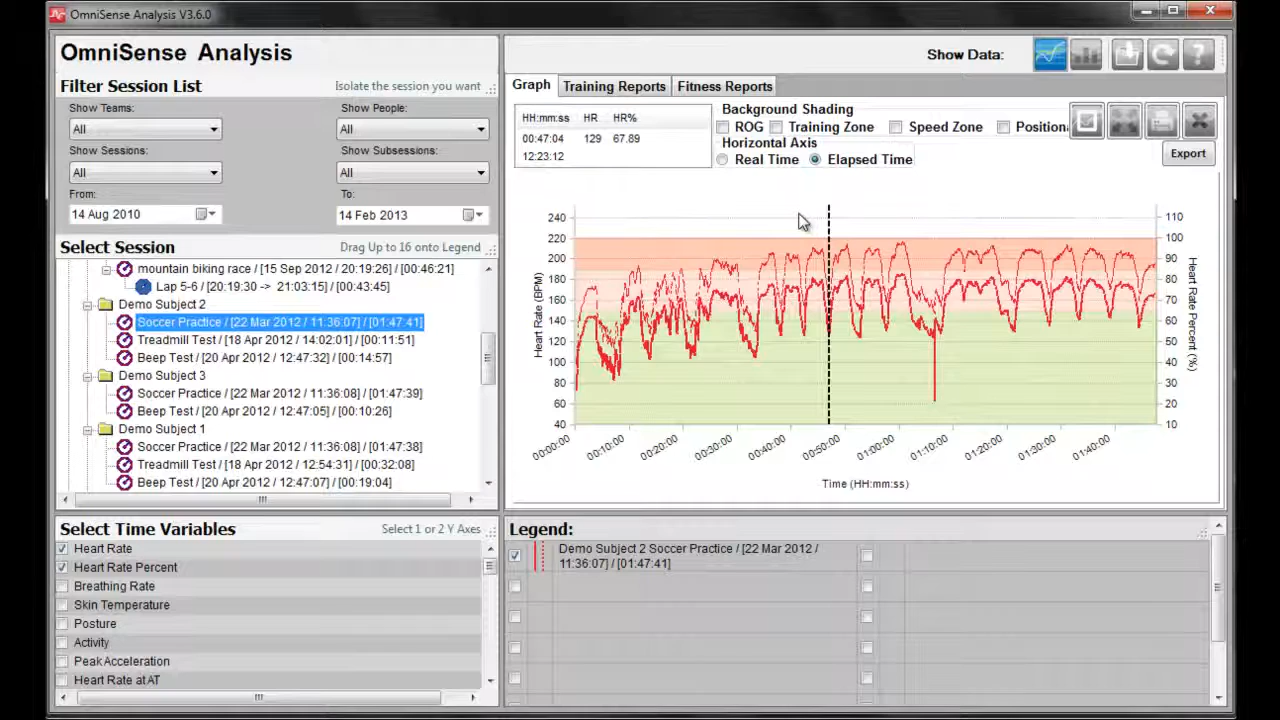 OmniSense Analysis V3.6.0
OmniSense Analysis
Filter Session List
Isolate the session you want
Show Teams:
Show People:
All
All
Show Sessions:
Show Subsessions:
All
All
From:
To:
14 Aug 2010
14 Feb 2013
Select Session
Drag Up to 16 onto Legend
mountain biking race / [15 Sep 2012 / 20:19:26] / [00:46:21]
Lap 5-6 / [20:19:30 -> 21:03:15] / [00:43:45]
Demo Subject 2
Soccer Practice / [22 Mar 2012 / 11:36:07] / [01:47:41]
Treadmill Test / [18 Apr 2012 / 14:02:01] / [00:11:51]
Beep Test / [20 Apr 2012 / 12:47:32] / [00:14:57]
Demo Subject 3
Soccer Practice / [22 Mar 2012 / 11:36:08] / [01:47:39]
Beep Test / [20 Apr 2012 / 12:47:05] / [00:10:26]
Demo Subject 1
Soccer Practice / [22 Mar 2012 / 11:36:08] / [01:47:38]
Treadmill Test / [18 Apr 2012 / 12:54:31] / [00:32:08]
Beep Test / [20 Apr 2012 / 12:47:07] / [00:19:04]
Select Time Variables
Select 1 or 2 Y Axes
Heart Rate
Heart Rate Percent
Breathing Rate
Skin Temperature
Posture
Activity
Peak Acceleration
Heart Rate at AT
Show Data:
?
Graph
Training Reports
Fitness Reports
HH:mm:ss HR HR%
00:47:04 129 67.89
12:23:12
Background Shading
ROG
Training Zone
Speed Zone
Position
Horizontal Axis
Real Time
Elapsed Time
Export
Heart Rate (BPM)
240
220
200
180
160
140
120
100
80
60
40
110
100
90
80
70
60
50
40
30
20
10
Heart Rate Percent (%)
00:00:00
00:10:00
00:20:00
00:30:00
00:40:00
00:50:00
01:00:00
01:10:00
01:20:00
01:30:00
01:40:00
Time (HH:mm:ss)
Legend:
Demo Subject 2 Soccer Practice / [22 Mar 2012 /
11:36:07] / [01:47:41]